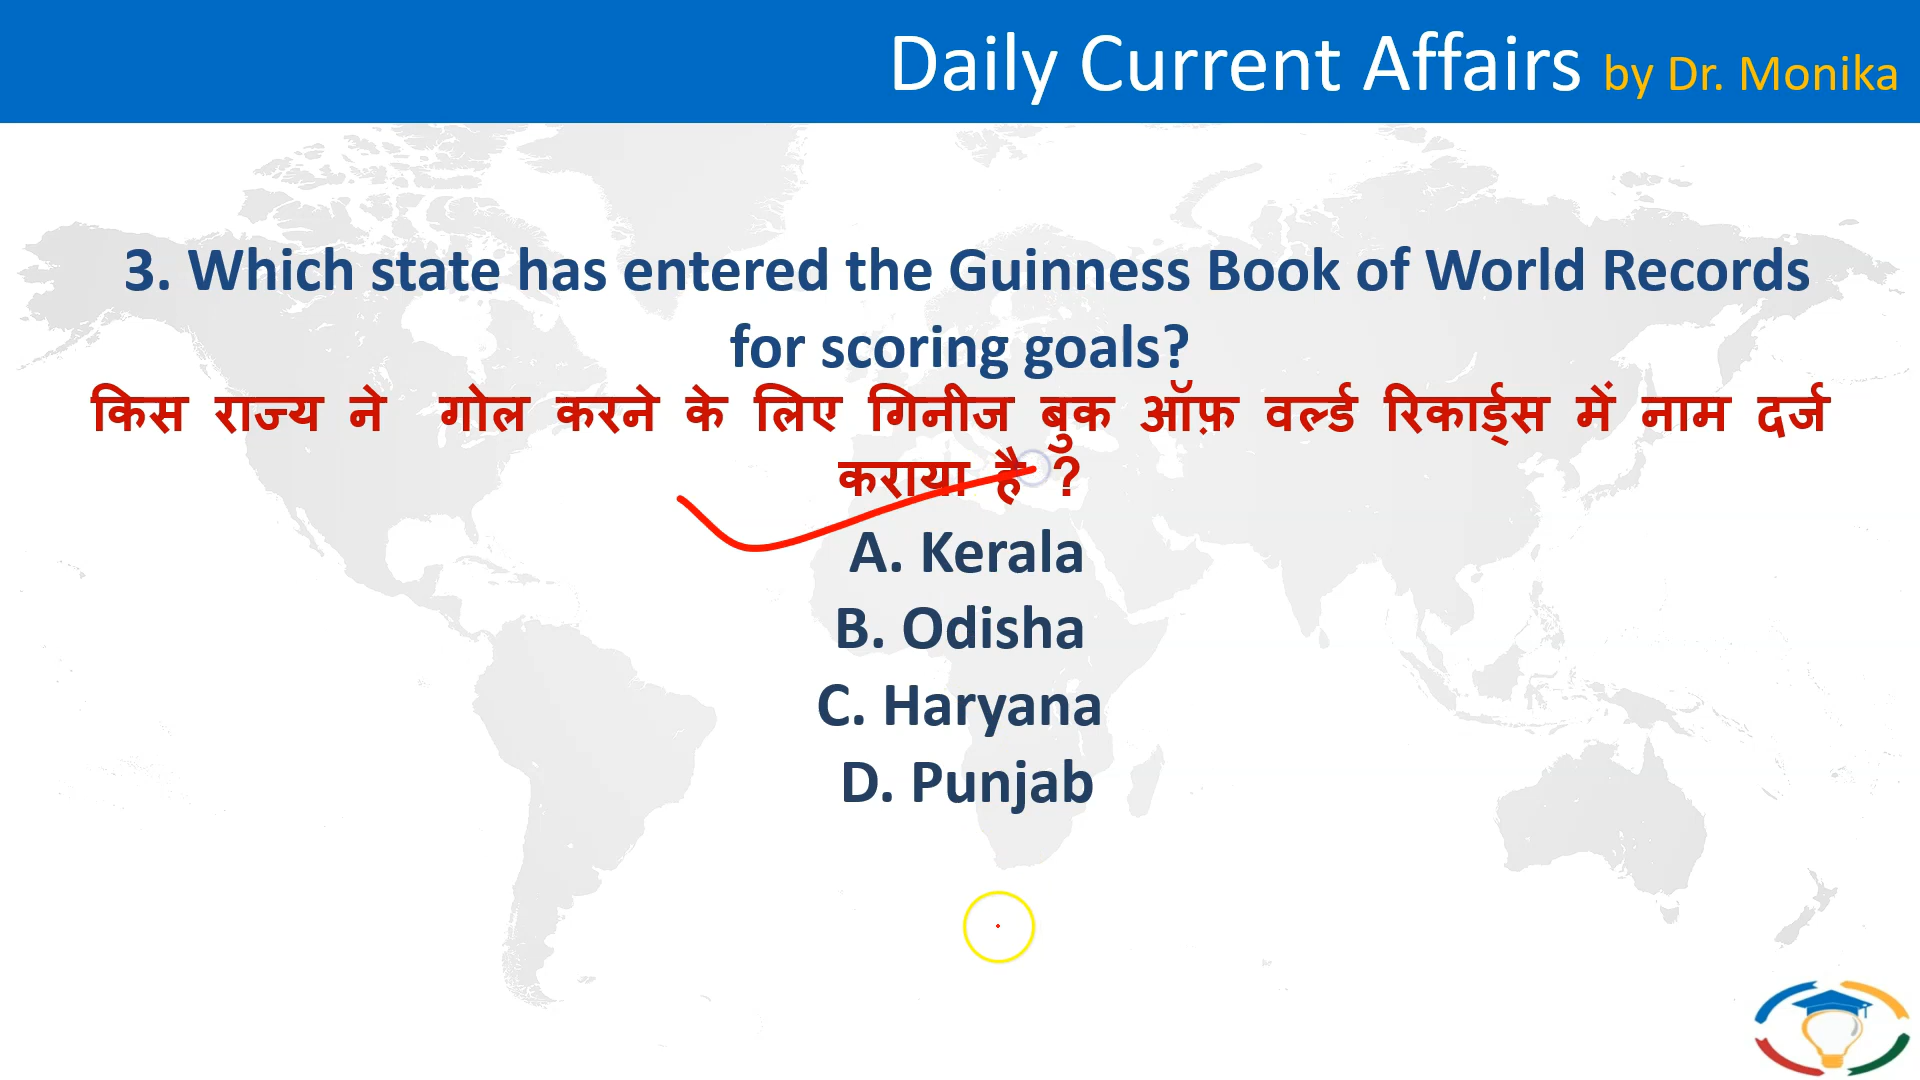 Daily Current Affairs by Dr. Monika
3. Which state has entered the Guinness Book of World Records
for scoring goals?
किस राज्य ने गोल करने के लिए गिनीज बुक ऑफ़ वर्ल्ड रिकार्ड्स में नाम दर्ज
कराया है ?
A. Kerala
B. Odisha
C. Haryana
D. Punjab